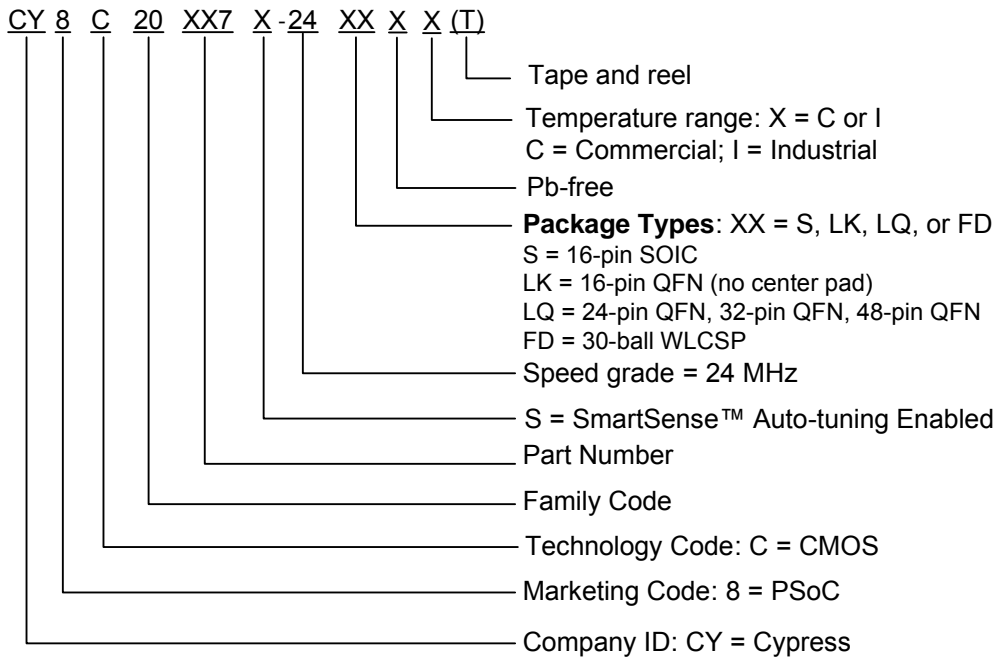 CY 8 C 20 XX7 X - 24 XX X X (T)
Tape and reel
Temperature range: X = C or I
C = Commercial; I = Industrial
Pb-free
Package Types: XX = S, LK, LQ, or FD
S = 16-pin SOIC
LK = 16-pin QFN (no center pad)
LQ = 24-pin QFN, 32-pin QFN, 48-pin QFN
FD = 30-ball WLCSP
Speed grade = 24 MHz
S = SmartSense™ Auto-tuning Enabled
Part Number
Family Code
Technology Code: C = CMOS
Marketing Code: 8 = PSoC
Company ID: CY = Cypress